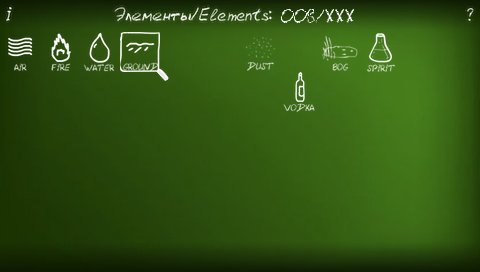 i Элементы/Elements: 008/XXX ?
AIR FIRE WATER GROUND DUST BOG SPIRIT
VODKA